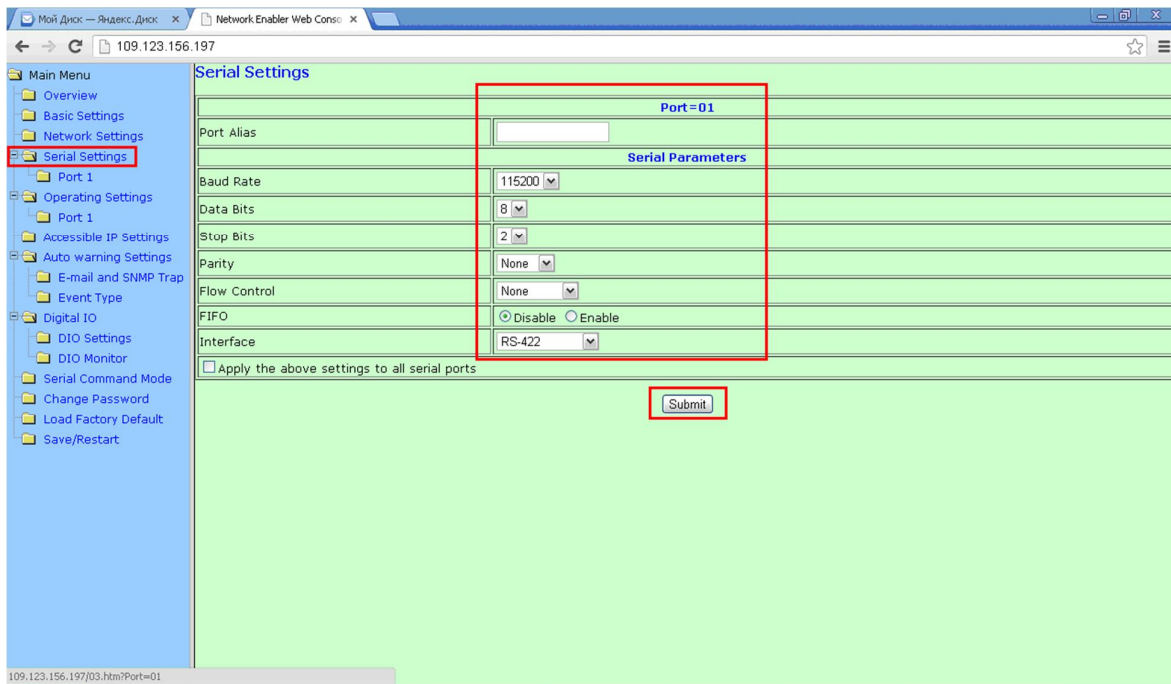 Мой Диск — Яндекс.Диск
Network Enabler Web Conso
109.123.156.197
Main Menu
Overview
Basic Settings
Network Settings
Serial Settings
Port 1
Operating Settings
Port 1
Accessible IP Settings
Auto warning Settings
E-mail and SNMP Trap
Event Type
Digital IO
DIO Settings
DIO Monitor
Serial Command Mode
Change Password
Load Factory Default
Save/Restart
Serial Settings
Port=01
Port Alias
Serial Parameters
Baud Rate 115200
Data Bits 8
Stop Bits 2
Parity None
Flow Control None
FIFO Disable Enable
Interface RS-422
Apply the above settings to all serial ports
Submit
109.123.156.197/03.htm?Port=01